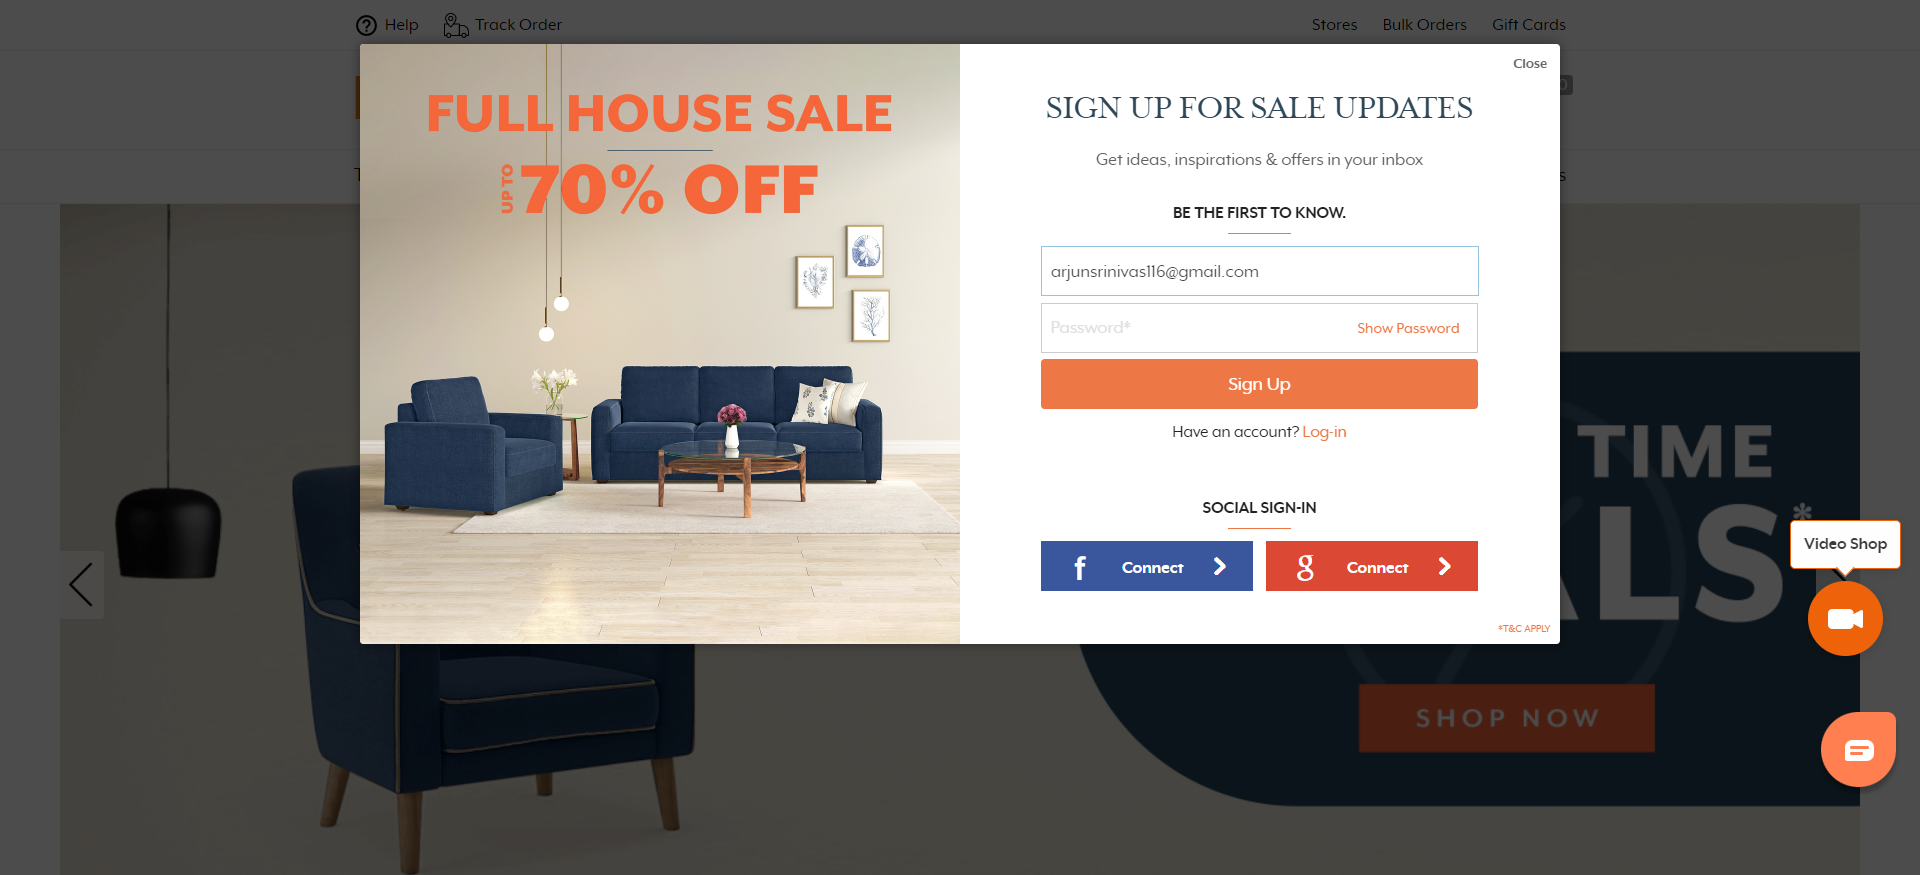 Help
Track Order
Stores
Bulk Orders
Gift Cards
Close
FULL HOUSE SALE
UP TO
70% OFF
SIGN UP FOR SALE UPDATES
Get ideas, inspirations & offers in your inbox
BE THE FIRST TO KNOW.
arjunsrinivas116@gmail.com
Password*
Show Password
Sign Up
Have an account? Log-in
SOCIAL SIGN-IN
f Connect
g Connect
*T&C APPLY
TIME
ALS*
Video Shop
SHOP NOW